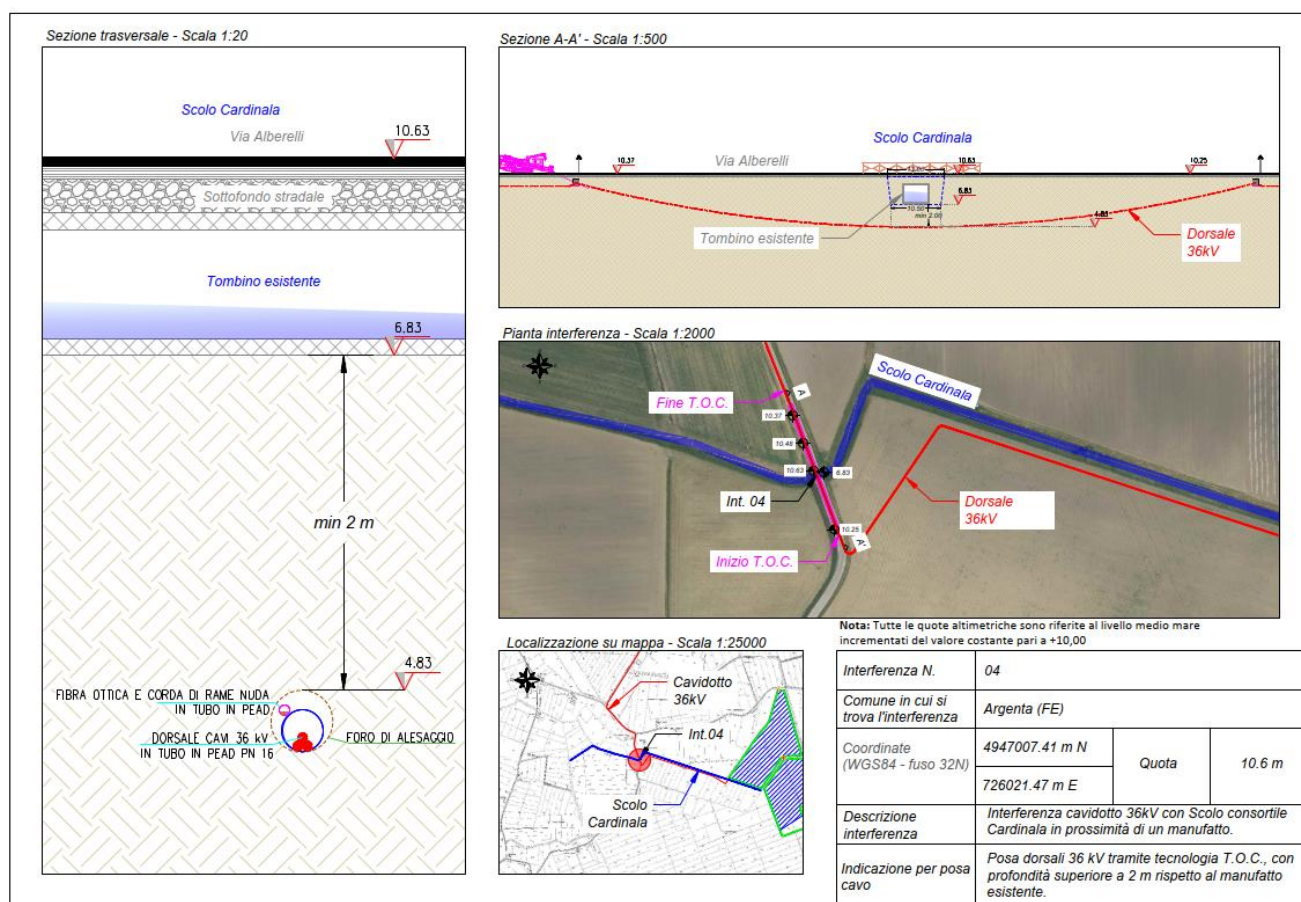 Sezione trasversale - Scala 1:20
Scolo Cardinala
Via Alberelli
10.63
Sottofondo stradale
Tombino esistente
6.83
min 2 m
4.83
FIBRA OTTICA E CORDA DI RAME NUDA
IN TUBO IN PEAD
DORSALE CAVI 36 kV
IN TUBO IN PEAD PN 16
FORO DI ALESAGGIO
Sezione A-A' - Scala 1:500
Scolo Cardinala
10.37
Via Alberelli
10.63
10.25
6.83
10.50
min 2.00
4.83
Tombino esistente
Dorsale
36kV
Pianta interferenza - Scala 1:2000
Scolo Cardinala
Fine T.O.C.
A
10.37
10.48
10.63
6.83
Int. 04
Dorsale
36kV
10.25
Inizio T.O.C.
A'
Localizzazione su mappa - Scala 1:25000
Cavidotto
36kV
Int.04
Scolo
Cardinala
Nota: Tutte le quote altimetriche sono riferite al livello medio mare
incrementati del valore costante pari a +10,00
Interferenza N.
04
Comune in cui si
trova l'interferenza
Argenta (FE)
Coordinate
(WGS84 - fuso 32N)
4947007.41 m N
726021.47 m E
Quota
10.6 m
Descrizione
interferenza
Interferenza cavidotto 36kV con Scolo consortile
Cardinala in prossimità di un manufatto.
Indicazione per posa
cavo
Posa dorsali 36 kV tramite tecnologia T.O.C., con
profondità superiore a 2 m rispetto al manufatto
esistente.